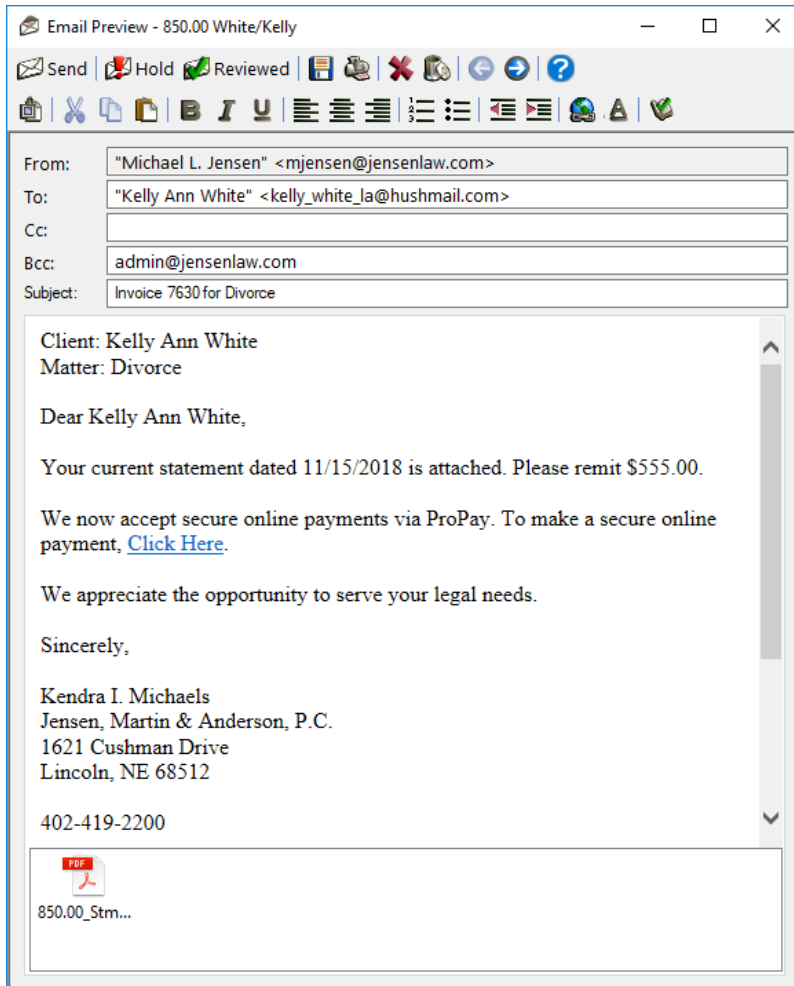 Email Preview - 850.00 White/Kelly
Send Hold Reviewed
From: "Michael L. Jensen" <mjensen@jensenlaw.com>
To: "Kelly Ann White" <kelly_white_la@hushmail.com>
Cc:
Bcc: admin@jensenlaw.com
Subject: Invoice 7630 for Divorce
Client: Kelly Ann White
Matter: Divorce
Dear Kelly Ann White,
Your current statement dated 11/15/2018 is attached. Please remit $555.00.
We now accept secure online payments via ProPay. To make a secure online
payment, Click Here.
We appreciate the opportunity to serve your legal needs.
Sincerely,
Kendra I. Michaels
Jensen, Martin & Anderson, P.C.
1621 Cushman Drive
Lincoln, NE 68512
402-419-2200
PDF
850.00_Stm...